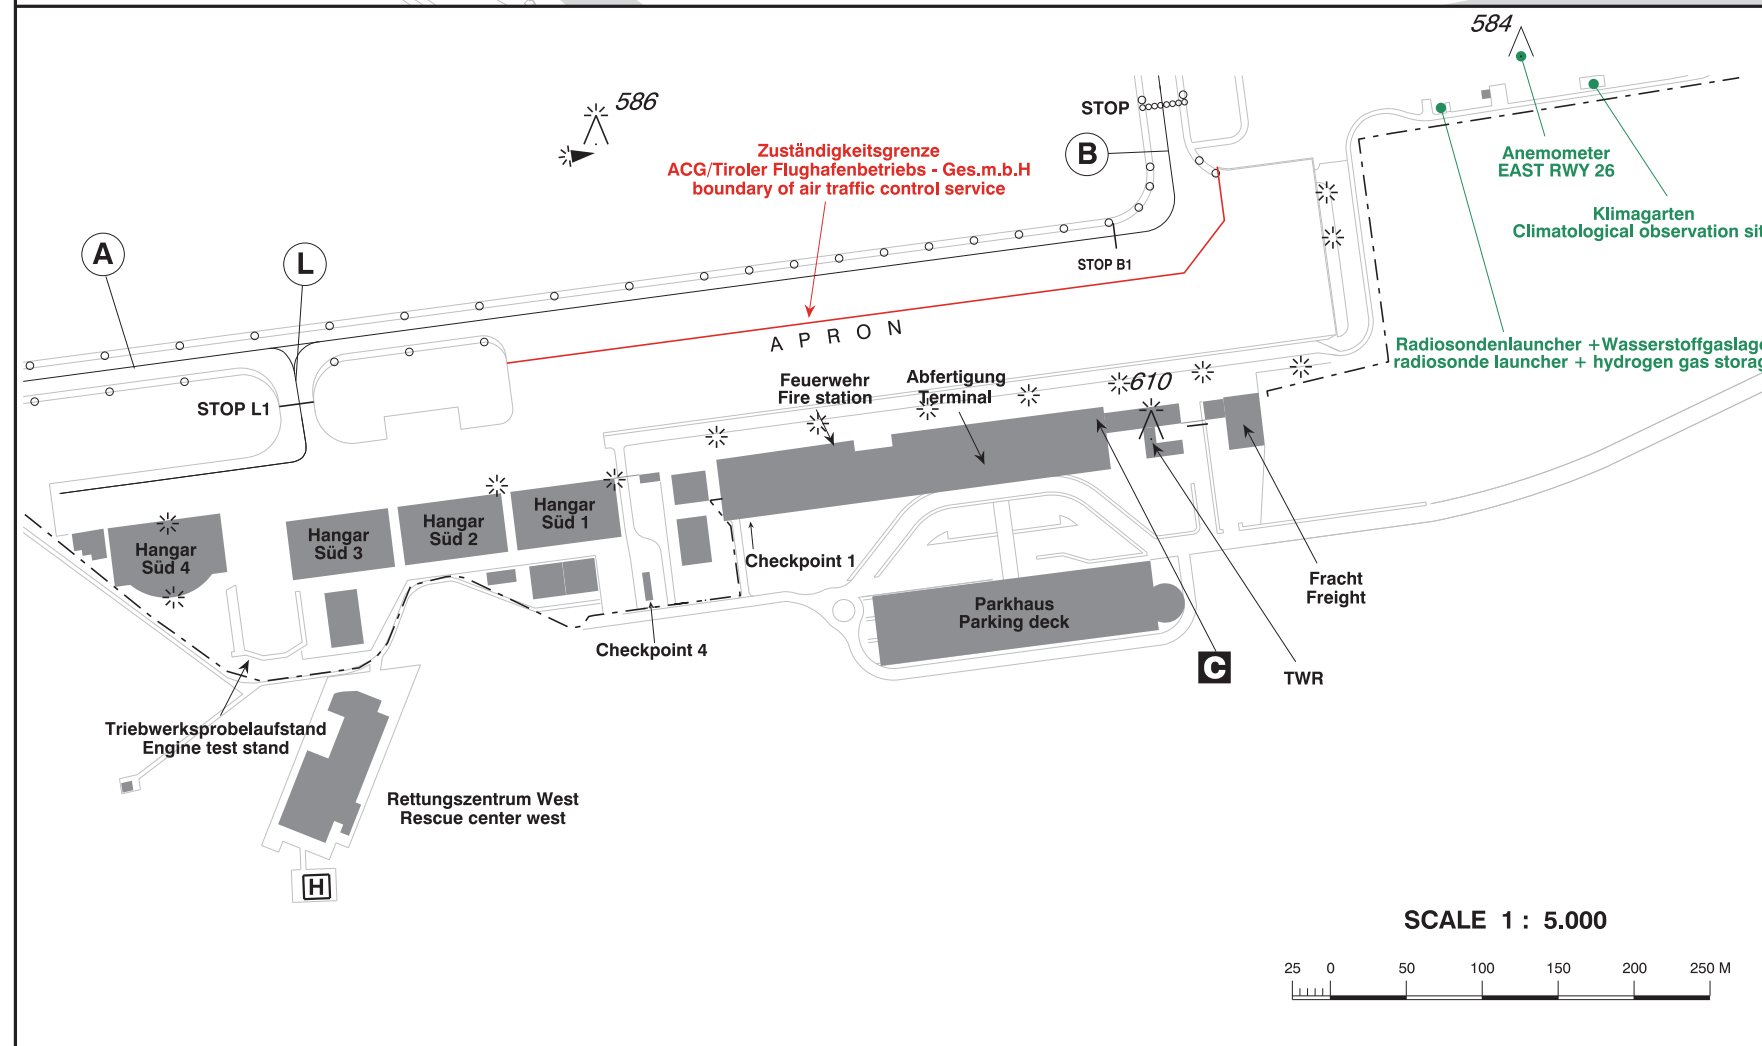 584
586
STOP
B
Zuständigkeitsgrenze
ACG/Tiroler Flughafenbetriebs - Ges.m.b.H
boundary of air traffic control service
Anemometer
EAST RWY 26
Klimagarten
Climatological observation sit
A
L
STOP B1
APRON
Radiosondenlauncher +Wasserstoffgaslage
radiosonde launcher + hydrogen gas storag
Feuerwehr
Fire station
Abfertigung
Terminal
610
STOP L1
Hangar
Süd 1
Hangar
Süd 2
Hangar
Süd 3
Hangar
Süd 4
Checkpoint 1
Fracht
Freight
Parkhaus
Parking deck
Checkpoint 4
C
TWR
Triebwerksprobelaufstand
Engine test stand
Rettungszentrum West
Rescue center west
H
SCALE 1 : 5.000
25 0 50 100 150 200 250 M